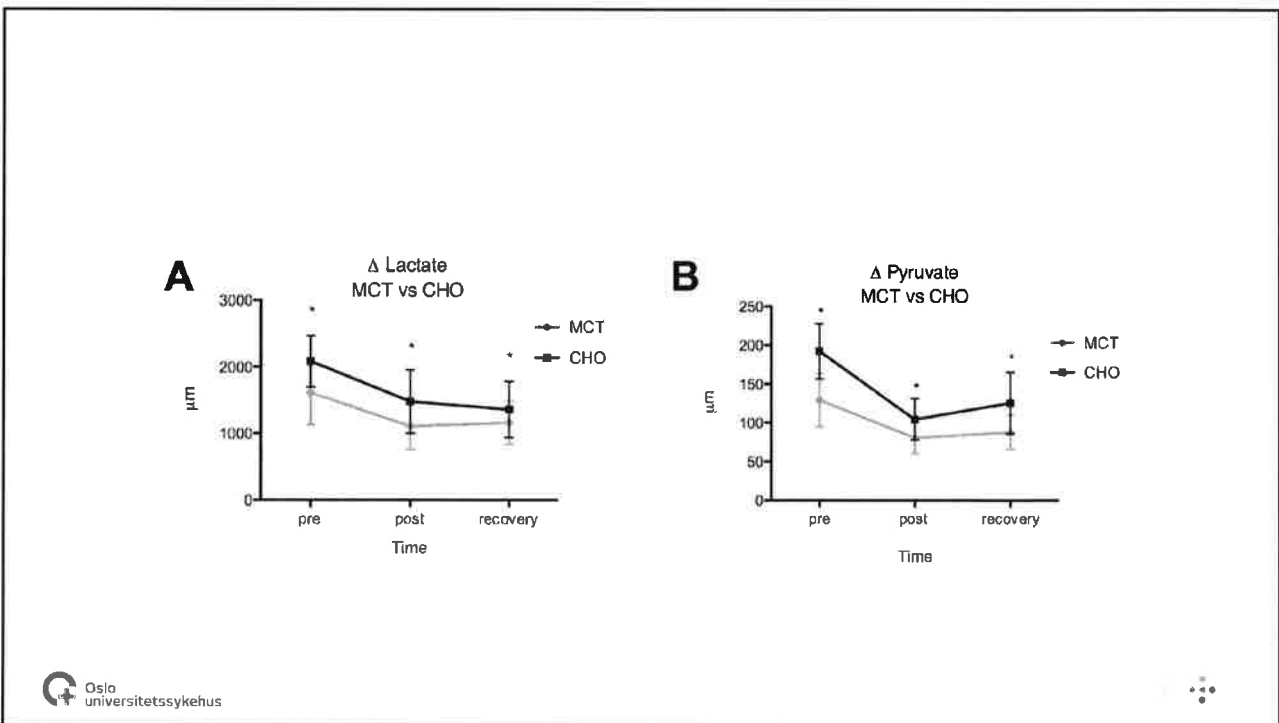 A
Δ Lactate
MCT vs CHO
3000
2000
1000
0
μm
*
*
*
MCT
CHO
pre
post
recovery
Time
B
Δ Pyruvate
MCT vs CHO
250
200
150
100
50
0
μm
*
*
*
MCT
CHO
pre
post
recovery
Time
Oslo
universitetssykehus